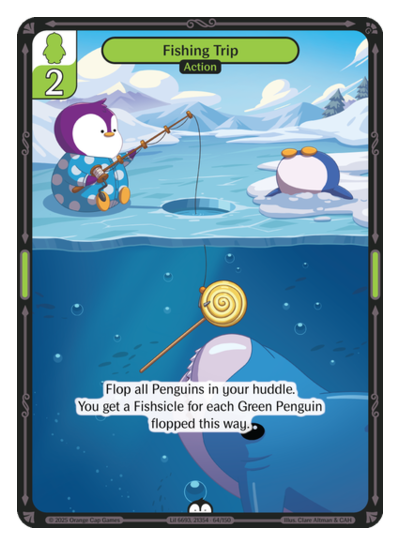 Fishing Trip
Action
2
Flop all Penguins in your huddle.
You get a Fishsicle for each Green Penguin
flopped this way.
© 2025 Orange Cap Games